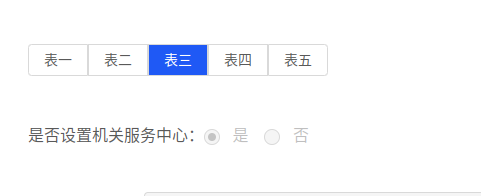 表一 表二 表三 表四 表五
是否设置机关服务中心： 是 否